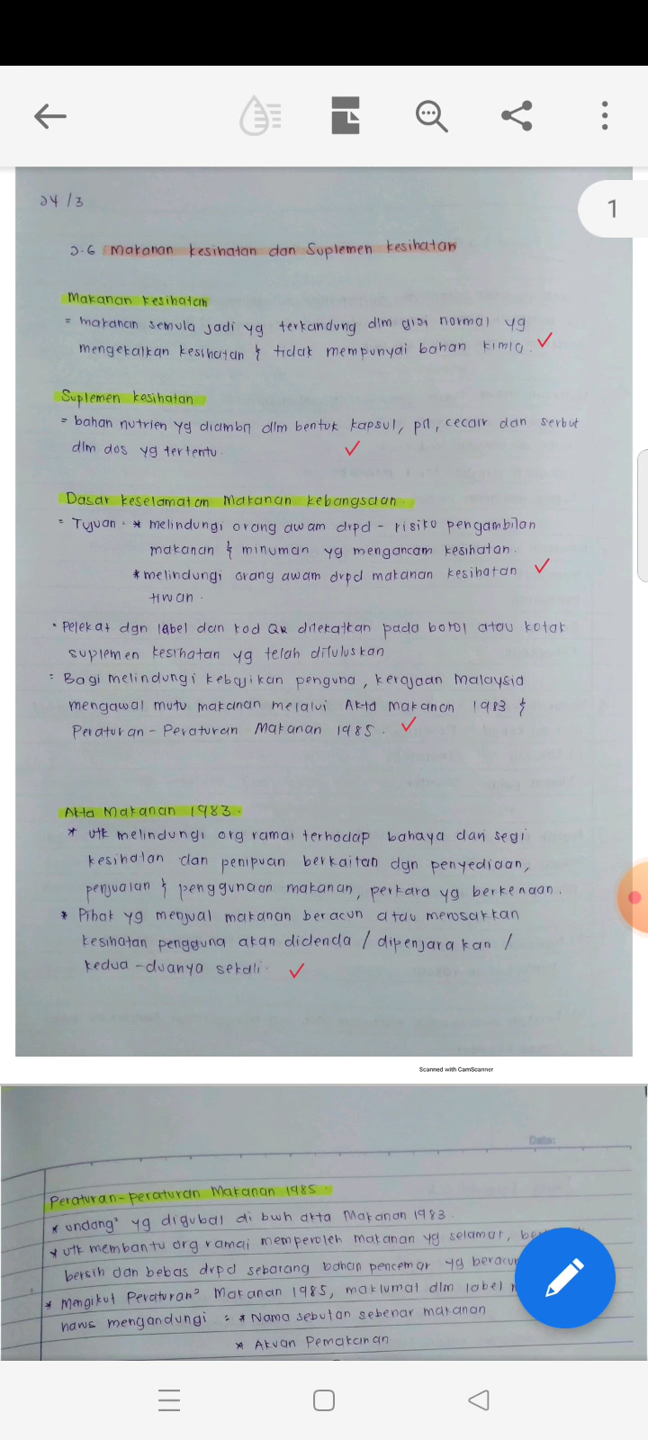 1
24/3
2.6 Makanan kesihatan dan Suplemen kesihatan
Makanan Kesihatan
= makanan semula jadi yg terkandung dlm gizi normal yg
mengekalkan kesihatan & tidak mempunyai bahan kimia.
Suplemen kesihatan
= bahan nutrien yg diambil dlm bentuk kapsul, pil, cecair dan serbuk
dlm dos yg tertentu.
Dasar keselamatan Makanan kebangsaan
= Tujuan. * melindungi orang awam drpd - risiko pengambilan
makanan & minuman yg mengancam kesihatan.
* melindungi orang awam drpd makanan kesihatan
tiruan.
• Pelekat dgn label dan kod QR dilekatkan pada botol atau kotak
suplemen kesihatan yg telah diluluskan
: Bagi melindungi kebajikan penguna, kerajaan Malaysia
mengawal mutu makanan melalui Akta makanan 1983 &
Peraturan-Peraturan Makanan 1985.
Akta Makanan 1983.
* Utk melindungi org ramai terhadap bahaya dari segi
kesihatan dan penipuan berkaitan dgn penyediaan,
penjualan & penggunaan makanan, perkara yg berkenaan.
* Pihak yg menjual makanan beracun atau merosakkan
kesihatan pengguna akan didenda / dipenjarakan /
kedua-duanya sekali.
Scanned with CamScanner
Date:
Peraturan-peraturan Makanan 1985.
* undang² yg digubal di bwh akta Makanan 1983.
* utk membantu org ramai memperoleh makanan yg selamat,
bersih dan bebas drpd sebarang bahan pencemar yg
* Mengikut Peraturan² Makanan 1985, maklumat dlm label
harus mengandungi : * Nama sebutan sebenar makanan
* Akuan Pemakanan